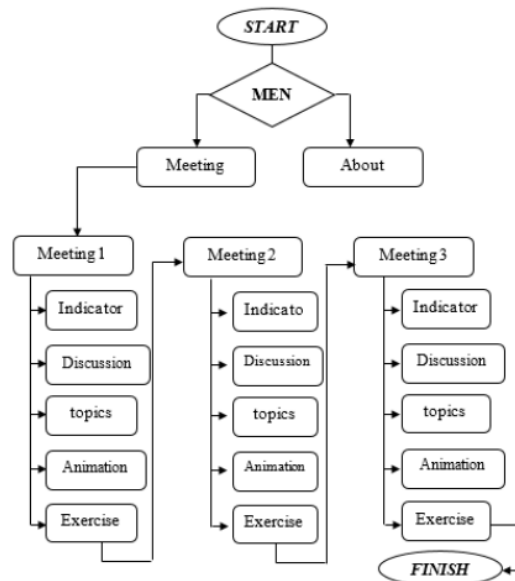 START
MEN
Meeting
About
Meeting 1
Indicator
Discussion
topics
Animation
Exercise
Meeting 2
Indicato
Discussion
topics
Animation
Exercise
Meeting 3
Indicator
Discussion
topics
Animation
Exercise
FINISH